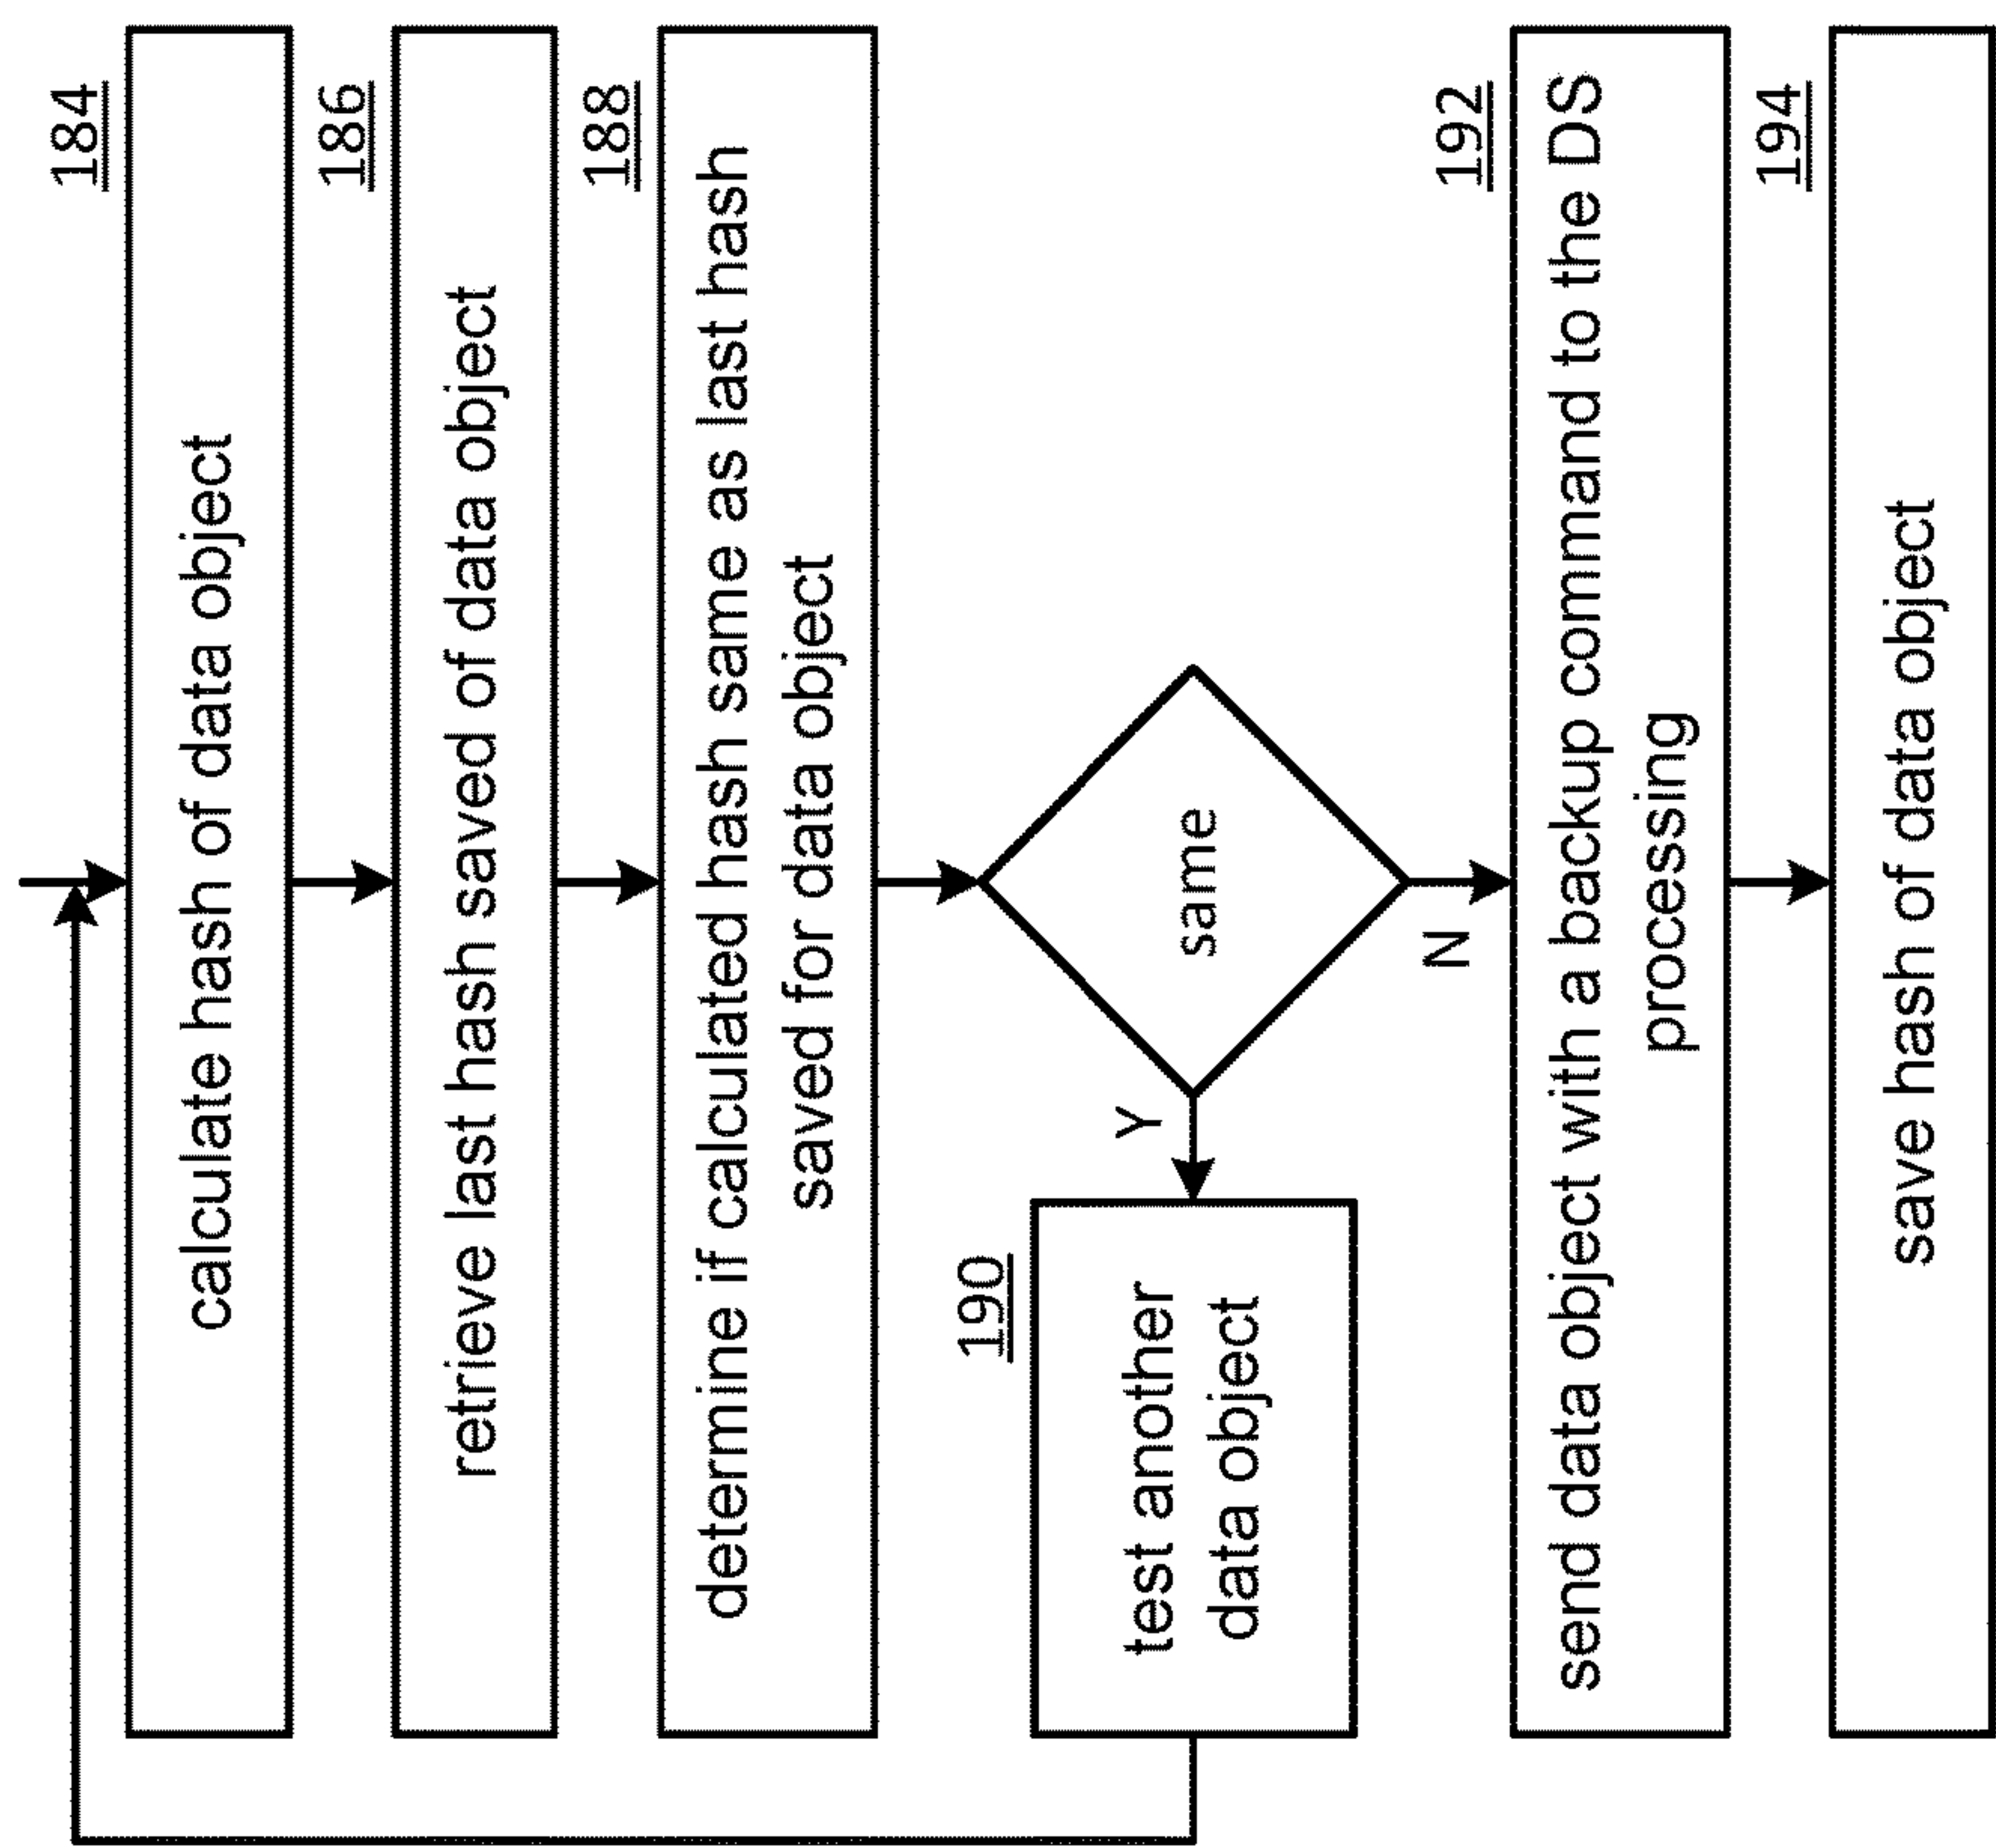 184
calculate hash of data object
186
retrieve last hash saved of data object
188
determine if calculated hash same as last hash
saved for data object
same
Y
N
190
test another
data object
192
send data object with a backup command to the DS
processing
194
save hash of data object